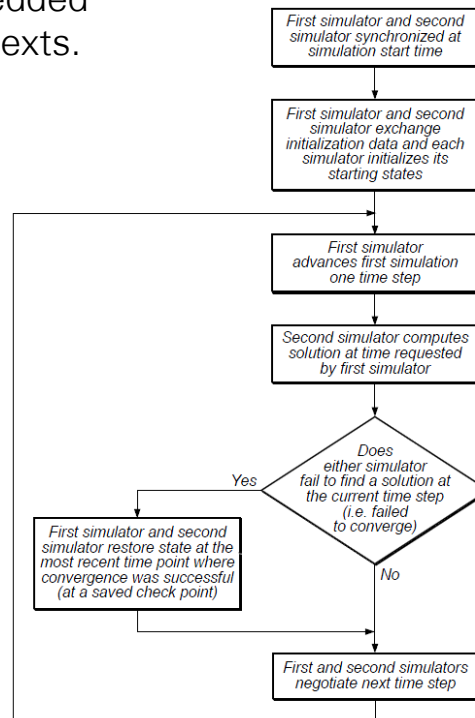 exts.
First simulator and second
simulator synchronized at
simulation start time
First simulator and second
simulator exchange
initialization data and each
simulator initializes its
starting states
First simulator
advances first simulation
one time step
Second simulator computes
solution at time requested
by first simulator
Does
either simulator
fail to find a solution at
the current time step
(i.e. failed
to converge)
Yes
First simulator and second
simulator restore state at the
most recent time point where
convergence was successful
(at a saved check point)
No
First and second simulators
negotiate next time step